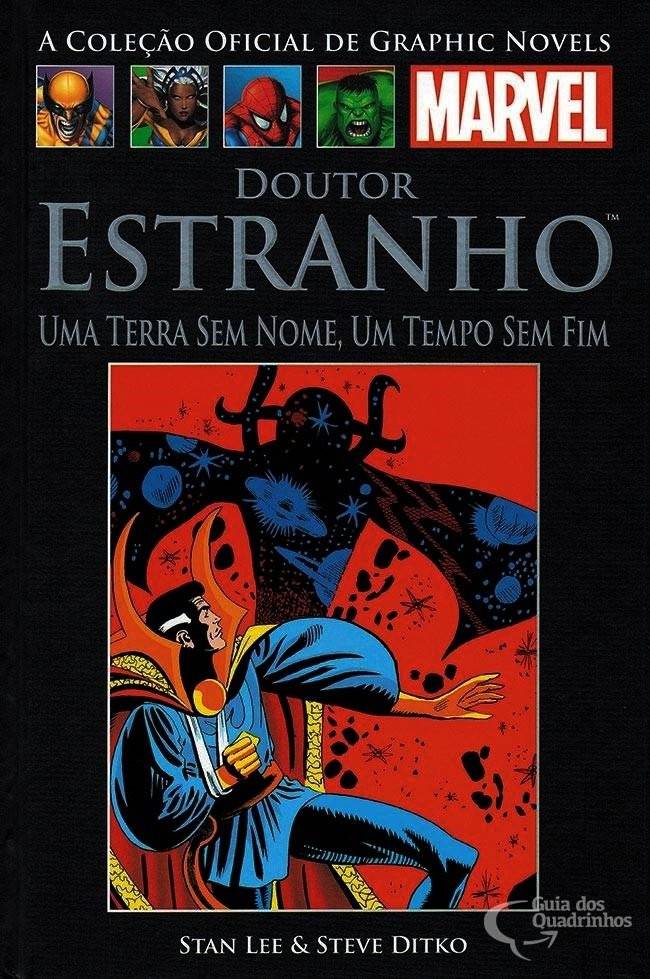 A Coleção Oficial de Graphic Novels
MARVEL
Doutor
Estranho™
Uma Terra Sem Nome, Um Tempo Sem Fim
Stan Lee & Steve Ditko
Guia dos
Quadrinhos